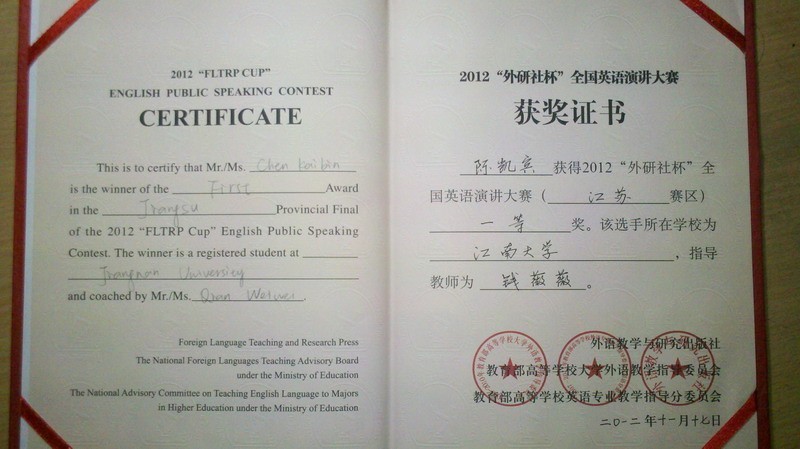 2012 “FLTRP CUP”
ENGLISH PUBLIC SPEAKING CONTEST
CERTIFICATE
This is to certify that Mr./Ms. Chen Kaibin
is the winner of the First Award
in the Jiangsu Provincial Final
of the 2012 “FLTRP Cup” English Public Speaking
Contest. The winner is a registered student at
Jiangnan University
and coached by Mr./Ms. Qian Weiwei.
Foreign Language Teaching and Research Press
The National Foreign Languages Teaching Advisory Board
under the Ministry of Education
The National Advisory Committee on Teaching English Language to Majors
in Higher Education under the Ministry of Education
2012 “外研社杯” 全国英语演讲大赛
获奖证书
陈凯宾 获得2012 “外研社杯” 全
国英语演讲大赛（ 江苏 赛区）
一等 奖。该选手所在学校为
江南大学，指导
教师为 钱薇薇。
外语教学与研究出版社
教育部高等学校大学外语教学指导委员会
教育部高等学校英语专业教学指导分委员会
二〇一二年十一月十七日